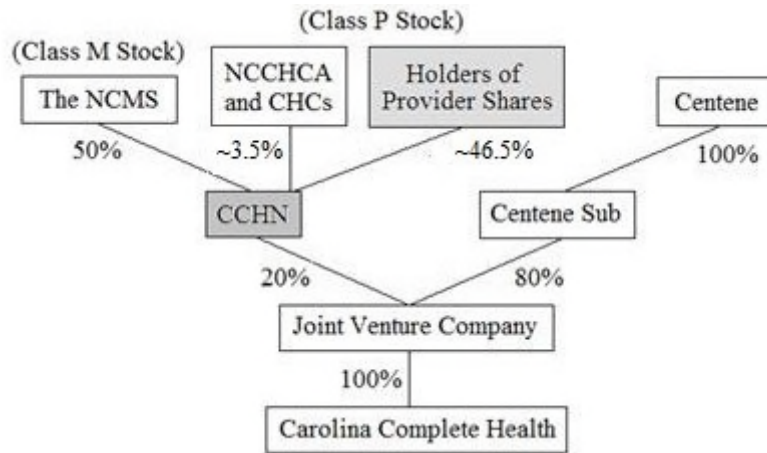 (Class P Stock)
(Class M Stock)
The NCMS
NCCHCA
and CHCs
Holders of
Provider Shares
Centene
50%
~3.5%
~46.5%
100%
CCHN
Centene Sub
20%
80%
Joint Venture Company
100%
Carolina Complete Health